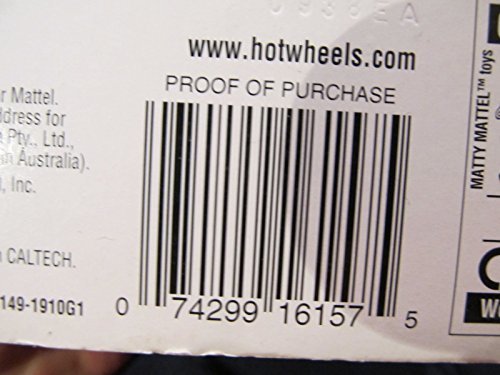 0938EA
www.hotwheels.com
PROOF OF PURCHASE
r Mattel.
ddress for
Pty., Ltd.,
n Australia).
, Inc.
CALTECH.
149-1910G1
0 74299 16157 5
MATTY MATTEL™ toys